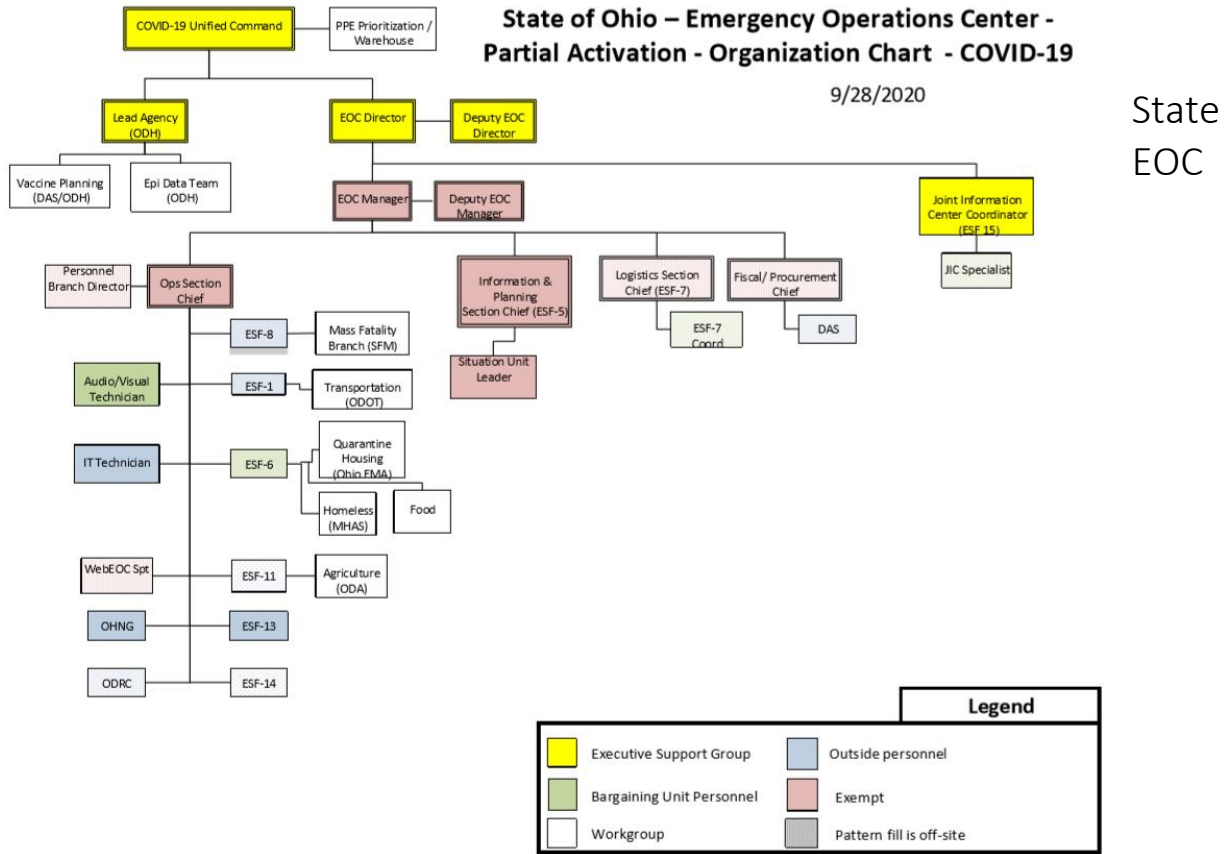 State of Ohio – Emergency Operations Center -
Partial Activation - Organization Chart - COVID-19
9/28/2020
State
EOC
COVID-19 Unified Command
PPE Prioritization /
Warehouse
Lead Agency
(ODH)
EOC Director
Deputy EOC
Director
Vaccine Planning
(DAS/ODH)
Epi Data Team
(ODH)
EOC Manager
Deputy EOC
Manager
Joint Information
Center Coordinator
(ESF 15)
JIC Specialist
Personnel
Branch Director
Ops Section
Chief
Information &
Planning
Section Chief (ESF-5)
Logistics Section
Chief (ESF-7)
Fiscal/ Procurement
Chief
Situation Unit
Leader
ESF-7
Coord
DAS
ESF-8
Mass Fatality
Branch (SFM)
Audio/Visual
Technician
ESF-1
Transportation
(ODOT)
IT Technician
ESF-6
Quarantine
Housing
(Ohio EMA)
Homeless
(MHAS)
Food
WebEOC Spt
ESF-11
Agriculture
(ODA)
OHNG
ESF-13
ODRC
ESF-14
Legend
Executive Support Group
Outside personnel
Bargaining Unit Personnel
Exempt
Workgroup
Pattern fill is off-site